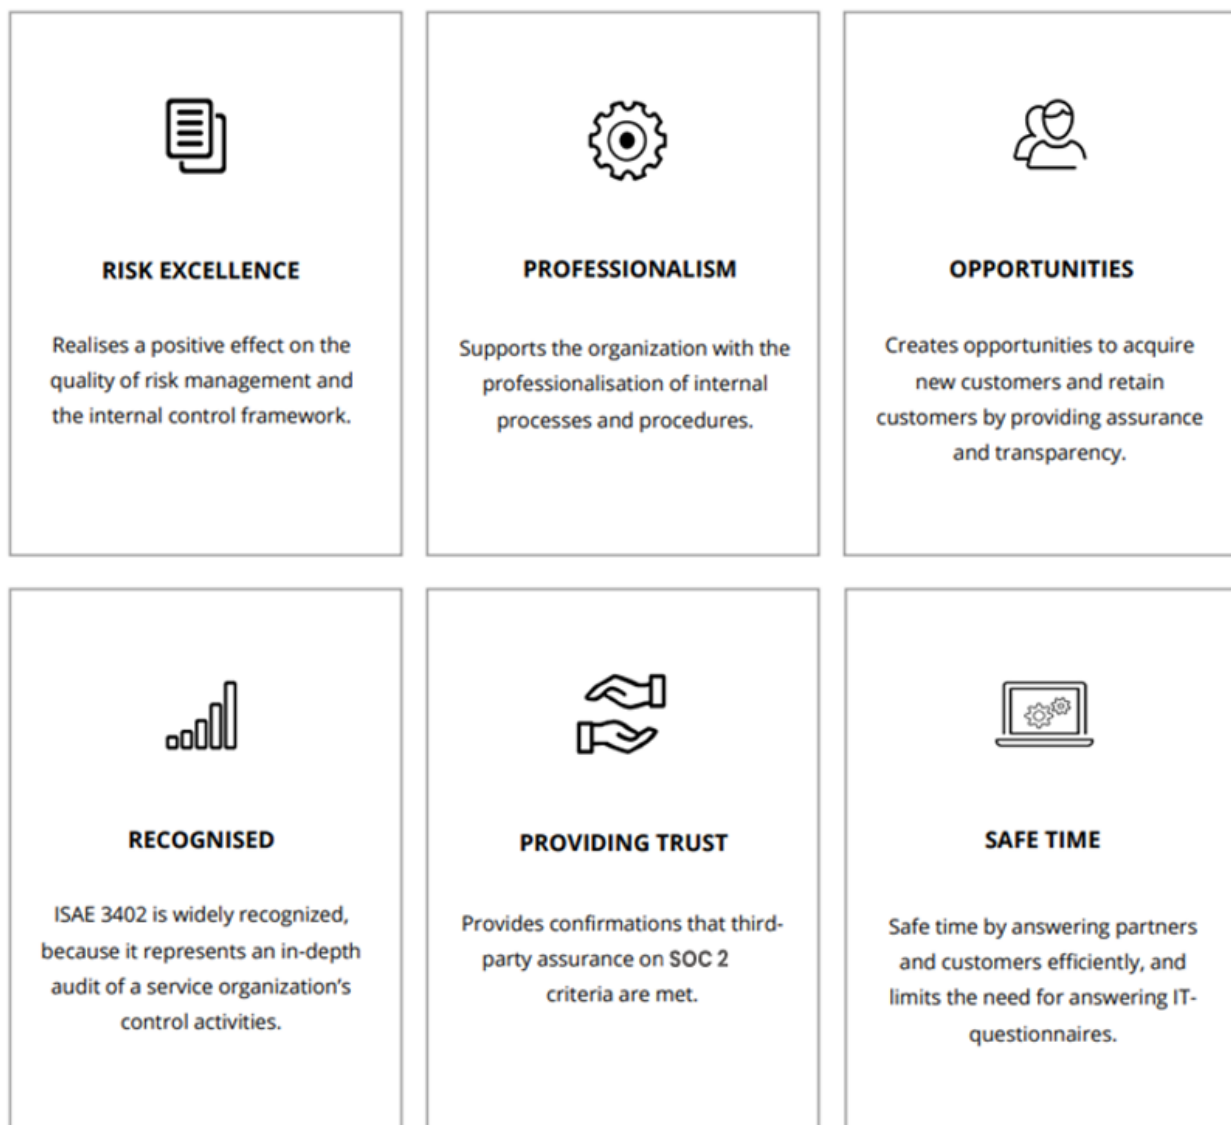 RISK EXCELLENCE
Realises a positive effect on the
quality of risk management and
the internal control framework.
PROFESSIONALISM
Supports the organization with the
professionalisation of internal
processes and procedures.
OPPORTUNITIES
Creates opportunities to acquire
new customers and retain
customers by providing assurance
and transparency.
RECOGNISED
ISAE 3402 is widely recognized,
because it represents an in-depth
audit of a service organization's
control activities.
PROVIDING TRUST
Provides confirmations that third-
party assurance on SOC 2
criteria are met.
SAFE TIME
Safe time by answering partners
and customers efficiently, and
limits the need for answering IT-
questionnaires.